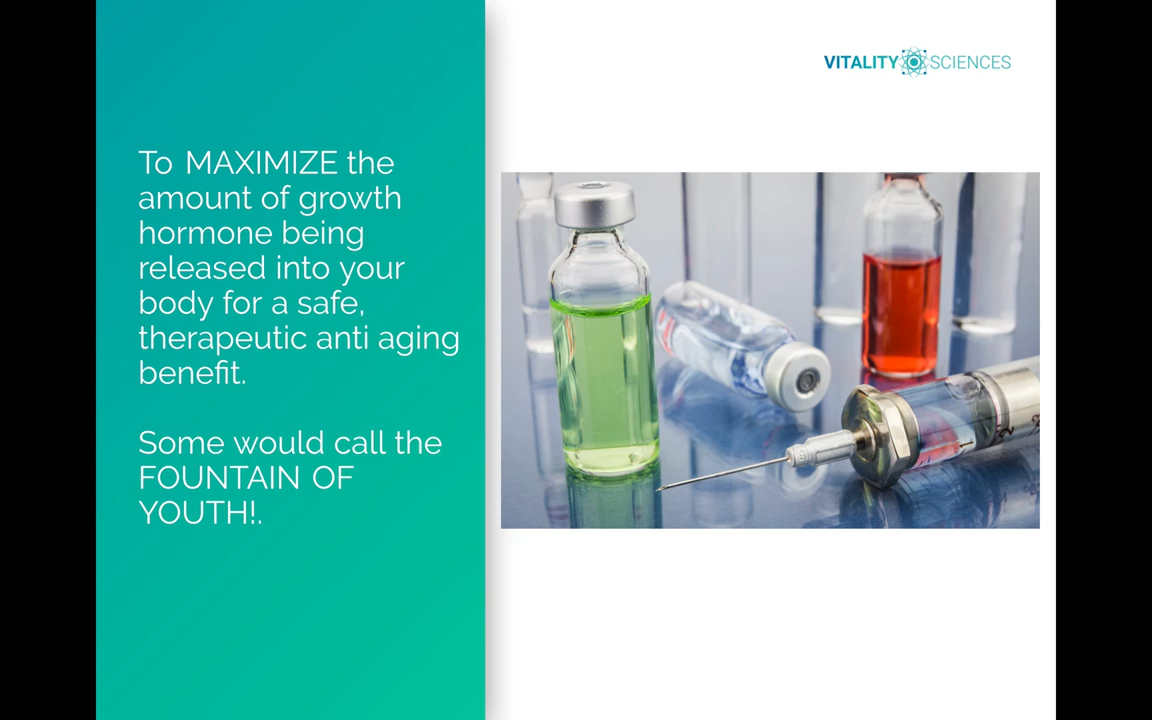 VITALITY SCIENCES
To MAXIMIZE the
amount of growth
hormone being
released into your
body for a safe,
therapeutic anti aging
benefit.
Some would call the
FOUNTAIN OF
YOUTH!.